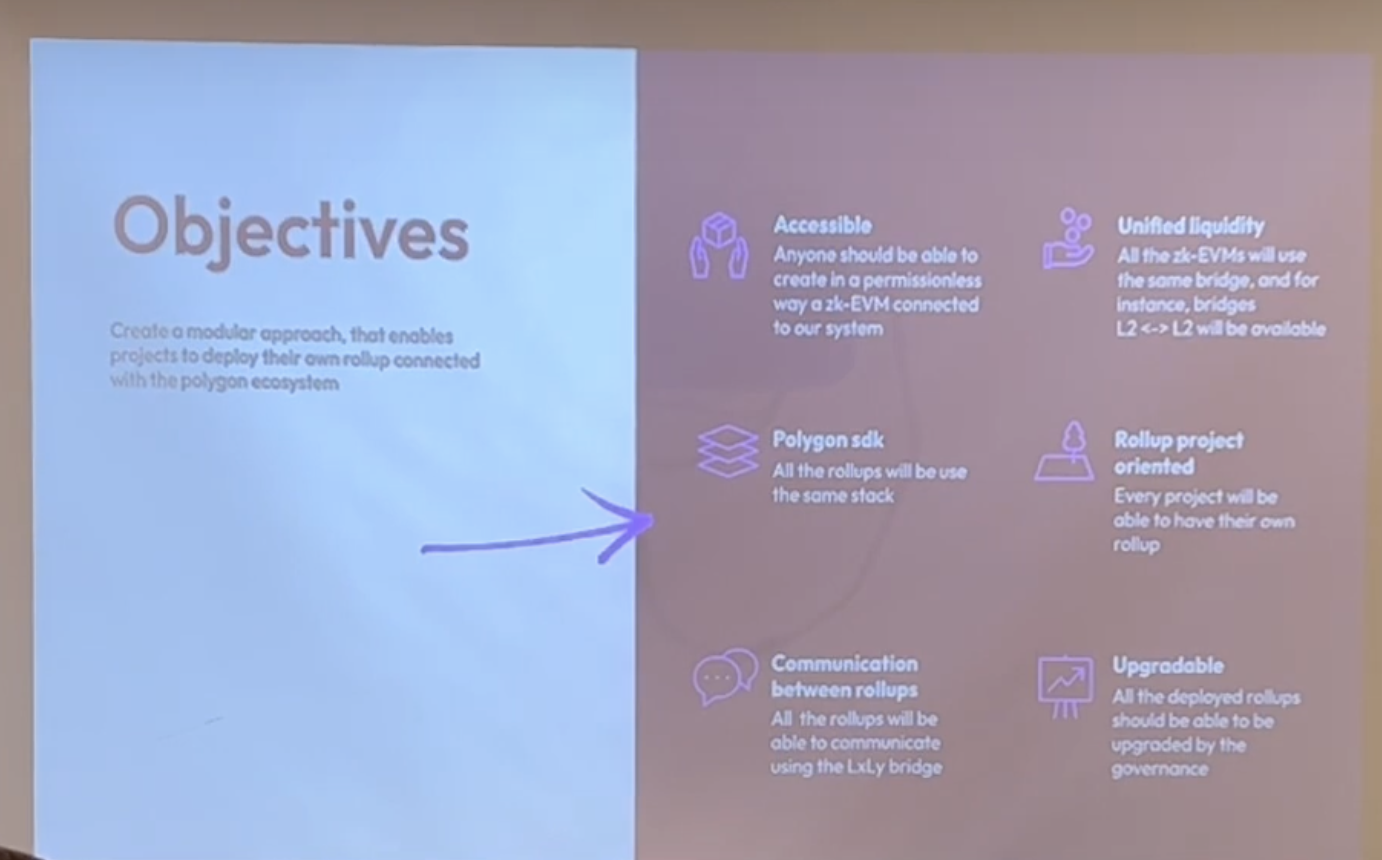 Objectives
Create a modular approach, that enables
projects to deploy their own rollup connected
with the polygon ecosystem
Accessible
Anyone should be able to
create in a permissionless
way a zk-EVM connected
to our system
Unified liquidity
All the zk-EVMs will use
the same bridge, and for
instance, bridges
L2 <-> L2 will be available
Polygon sdk
All the rollups will be use
the same stack
Rollup project
oriented
Every project will be
able to have their own
rollup
Communication
between rollups
All the rollups will be
able to communicate
using the LxLy bridge
Upgradable
All the deployed rollups
should be able to be
upgraded by the
governance